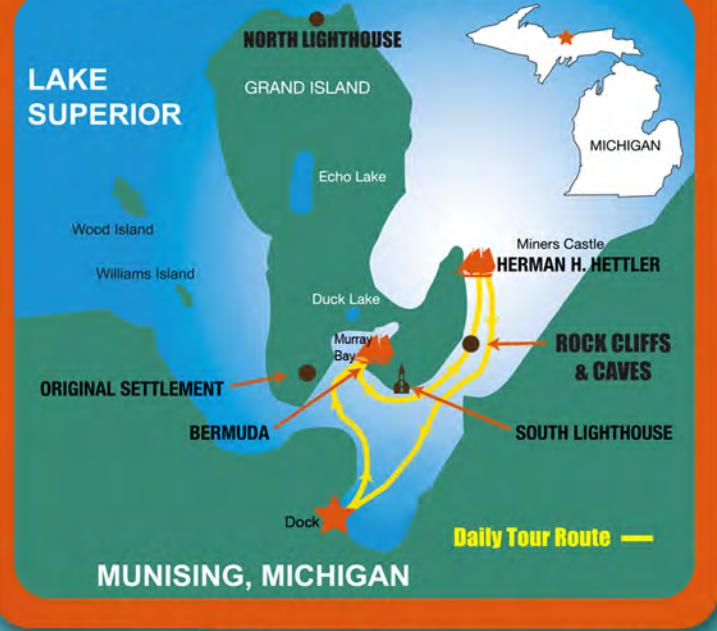 NORTH LIGHTHOUSE
LAKE
SUPERIOR
GRAND ISLAND
MICHIGAN
Echo Lake
Wood Island
Miners Castle
HERMAN H. HETTLER
Williams Island
Duck Lake
Murray
Bay
ROCK CLIFFS
& CAVES
ORIGINAL SETTLEMENT
BERMUDA
SOUTH LIGHTHOUSE
Dock
Daily Tour Route
MUNISING, MICHIGAN